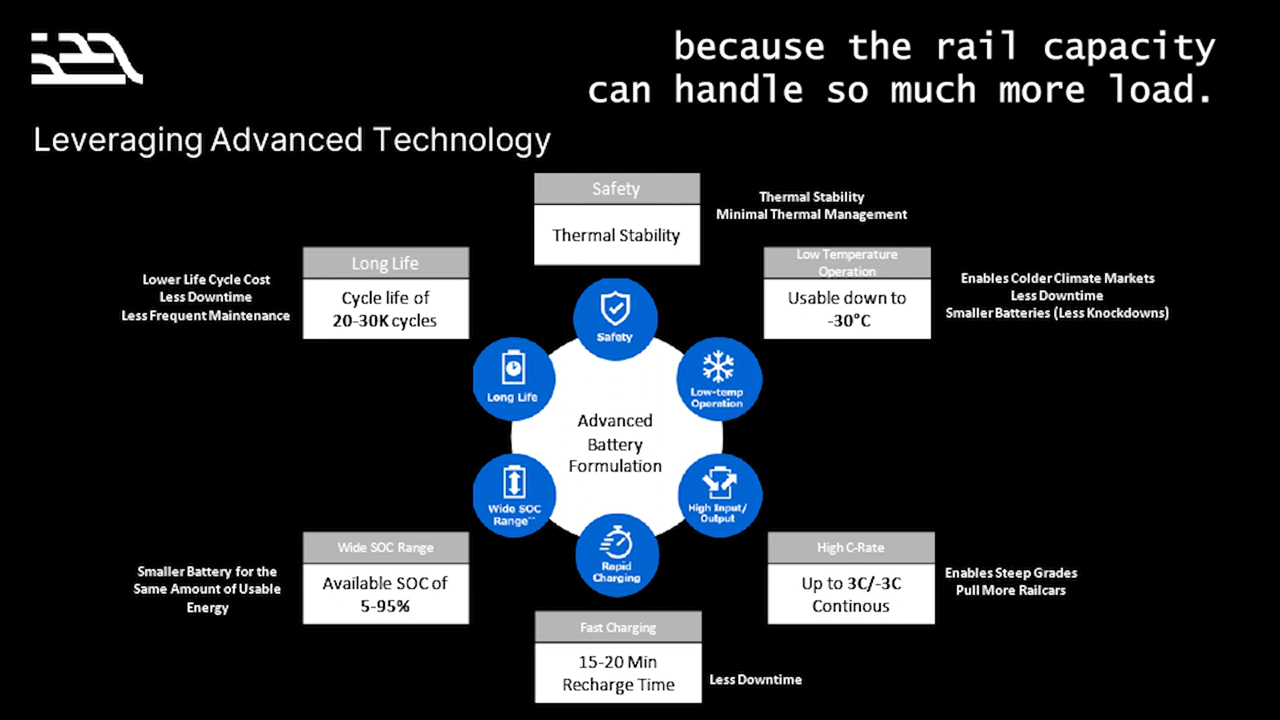 because the rail capacity
can handle so much more load.
Leveraging Advanced Technology
Safety
Thermal Stability
Thermal Stability
Minimal Thermal Management
Long Life
Cycle life of
20-30K cycles
Lower Life Cycle Cost
Less Downtime
Less Frequent Maintenance
Low Temperature
Operation
Usable down to
-30°C
Enables Colder Climate Markets
Less Downtime
Smaller Batteries (Less Knockdowns)
Safety
Long Life
Low-temp
Operation
Advanced
Battery
Formulation
Wide SOC
Range**
High Input/
Output
Rapid
Charging
Wide SOC Range
Available SOC of
5-95%
Smaller Battery for the
Same Amount of Usable
Energy
High C-Rate
Up to 3C/-3C
Continous
Enables Steep Grades
Pull More Railcars
Fast Charging
15-20 Min
Recharge Time
Less Downtime